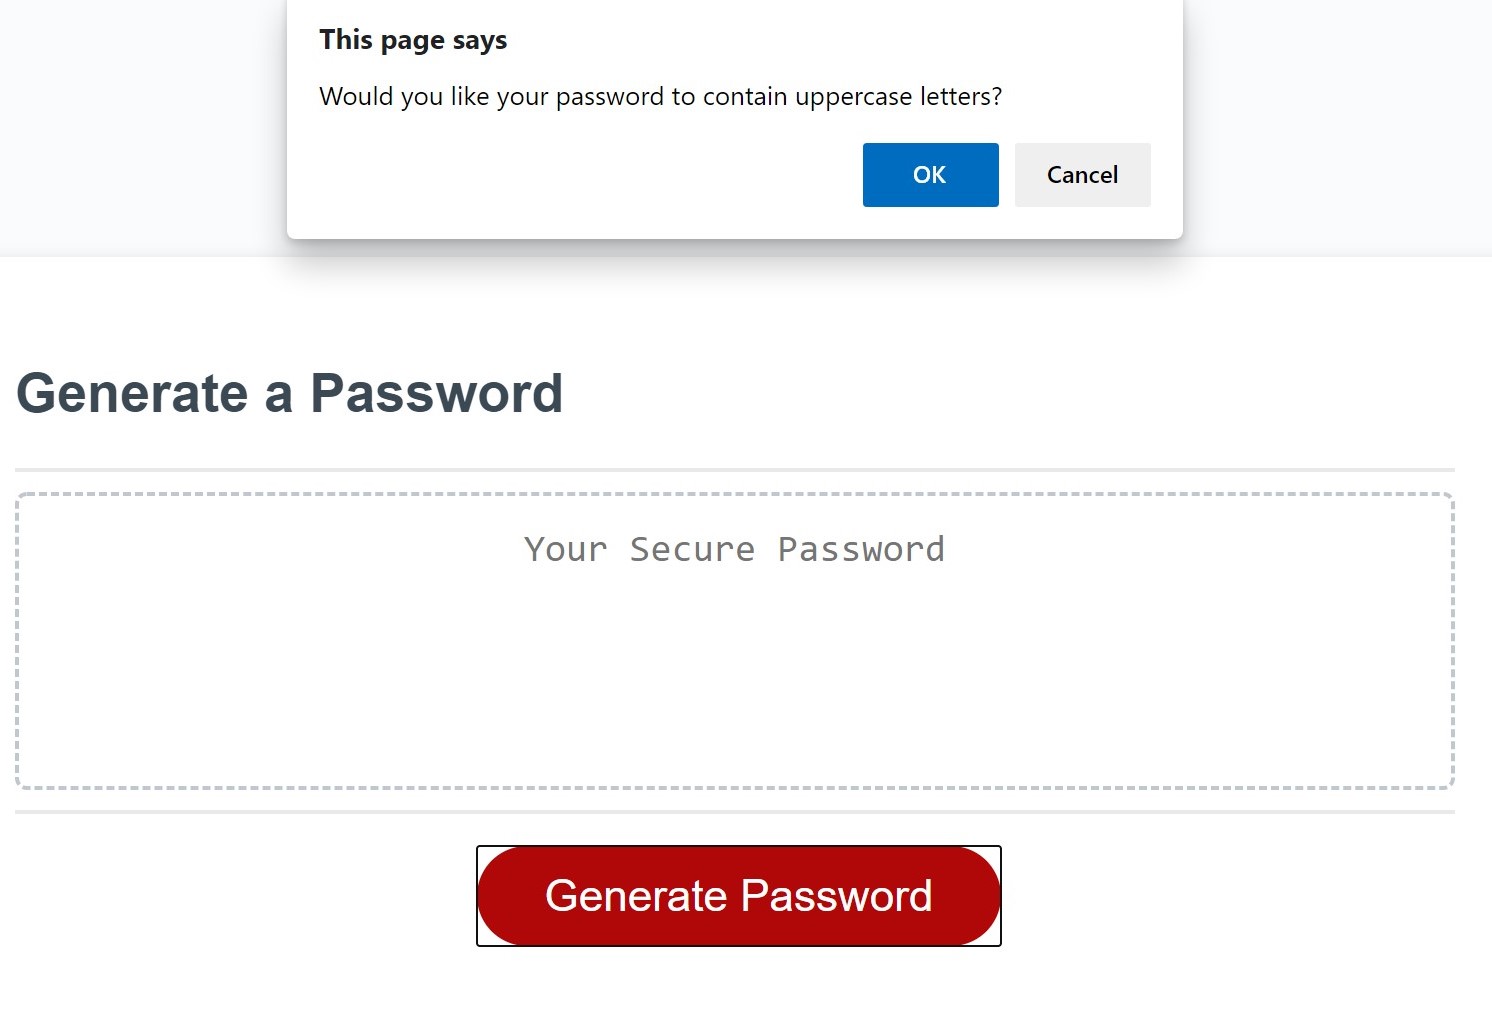 This page says
Would you like your password to contain uppercase letters?
OK Cancel
Generate a Password
Your Secure Password
Generate Password